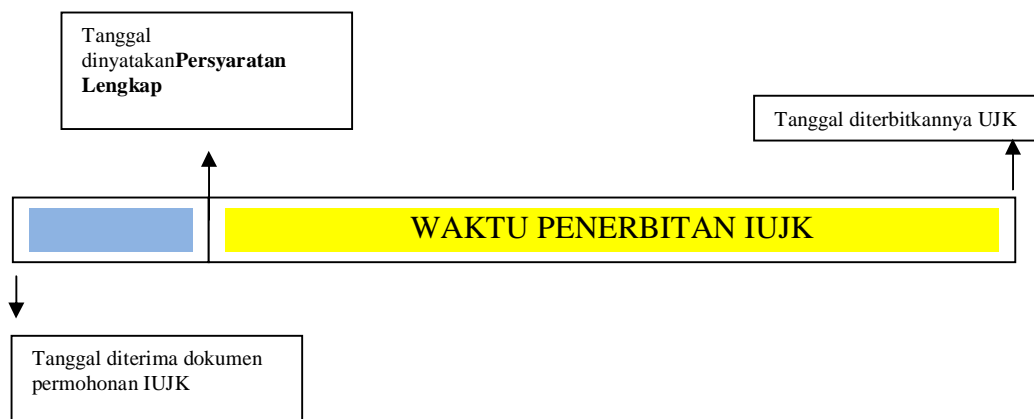 Tanggal
dinyatakanPersyaratan
Lengkap
Tanggal diterbitkannya UJK
WAKTU PENERBITAN IUJK
Tanggal diterima dokumen
permohonan IUJK